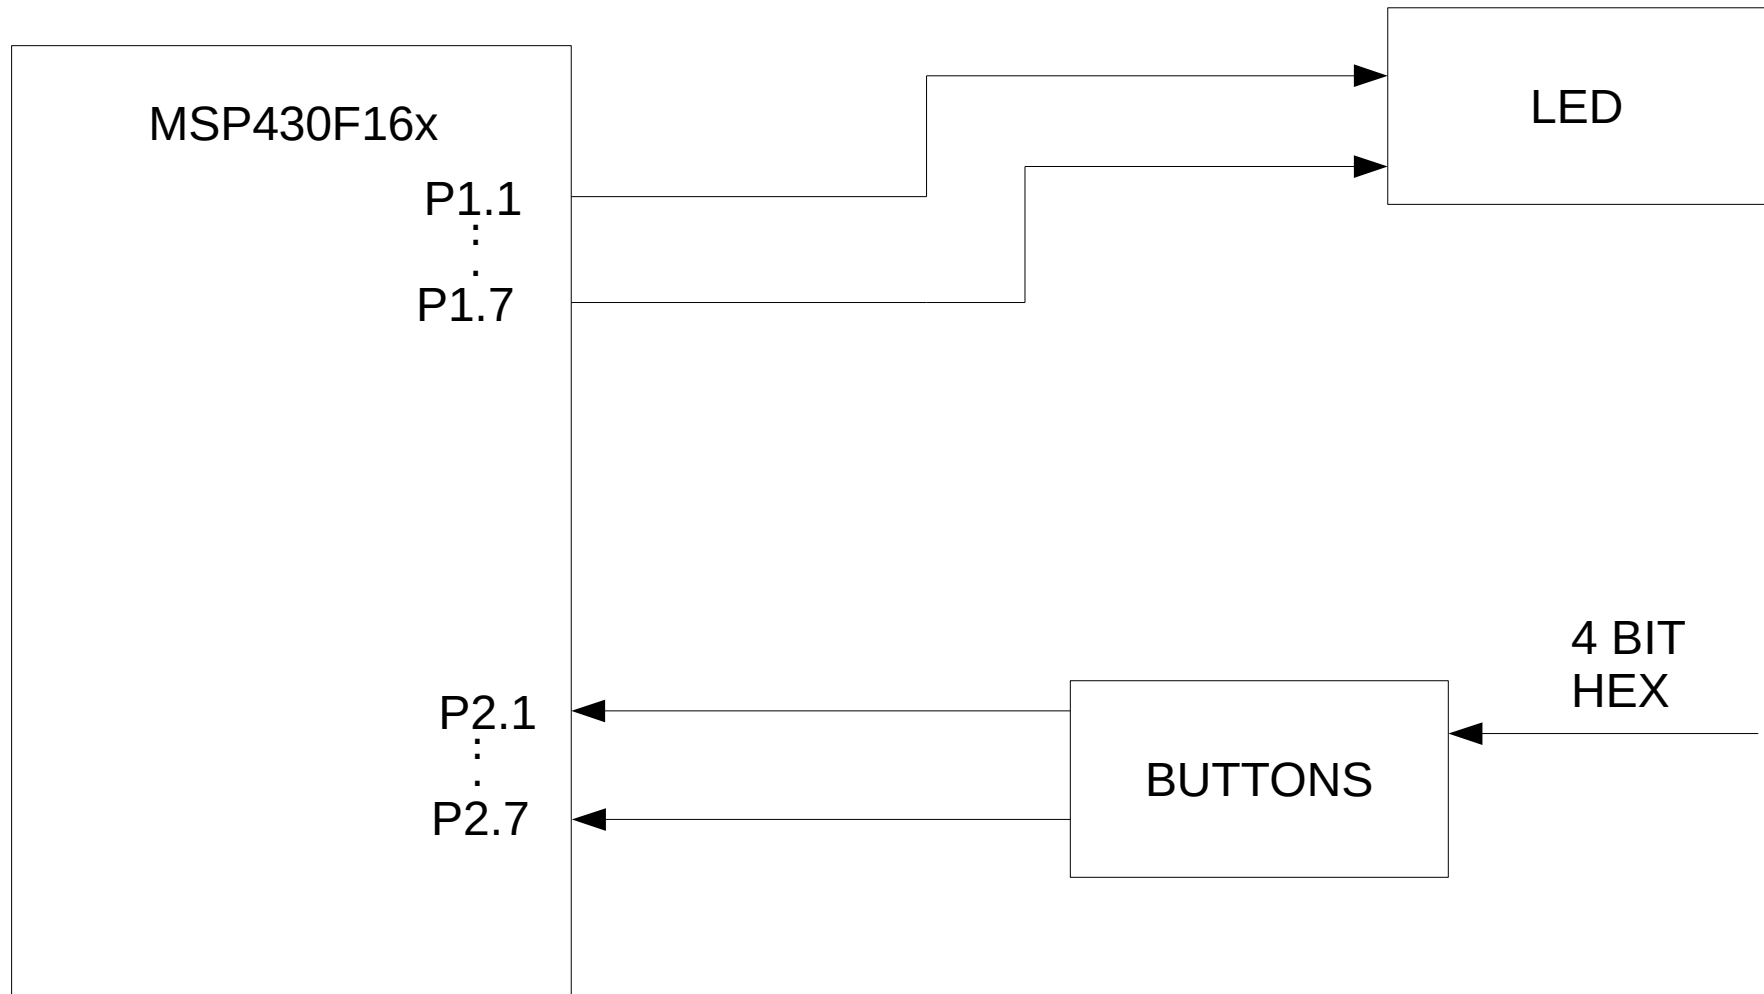 MSP430F16x
P1.1
:
.
P1.7
LED
P2.1
:
.
P2.7
BUTTONS
4 BIT
HEX